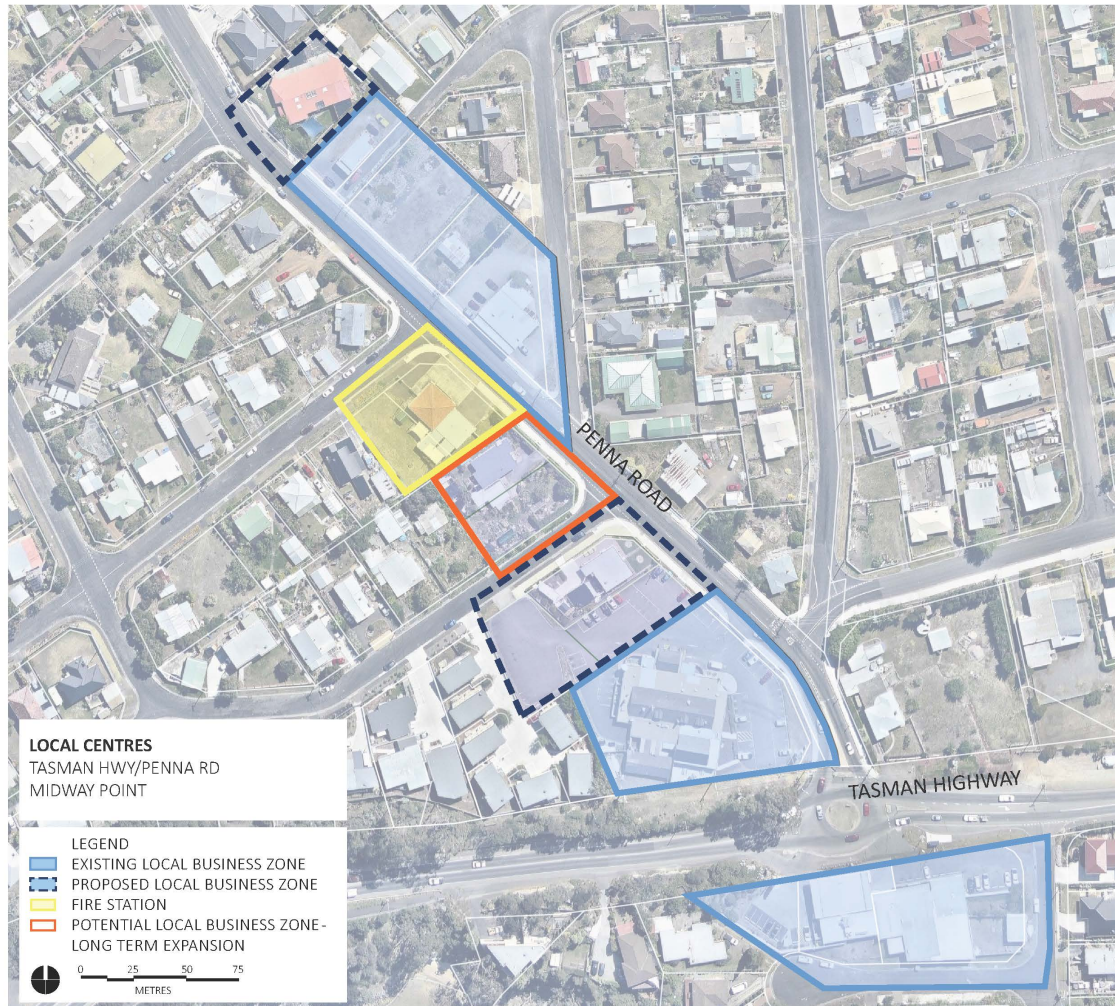 PENNA ROAD
TASMAN HIGHWAY
LOCAL CENTRES
TASMAN HWY/PENNA RD
MIDWAY POINT
LEGEND
EXISTING LOCAL BUSINESS ZONE
PROPOSED LOCAL BUSINESS ZONE
FIRE STATION
POTENTIAL LOCAL BUSINESS ZONE-
LONG TERM EXPANSION
0 25 50 75
METRES